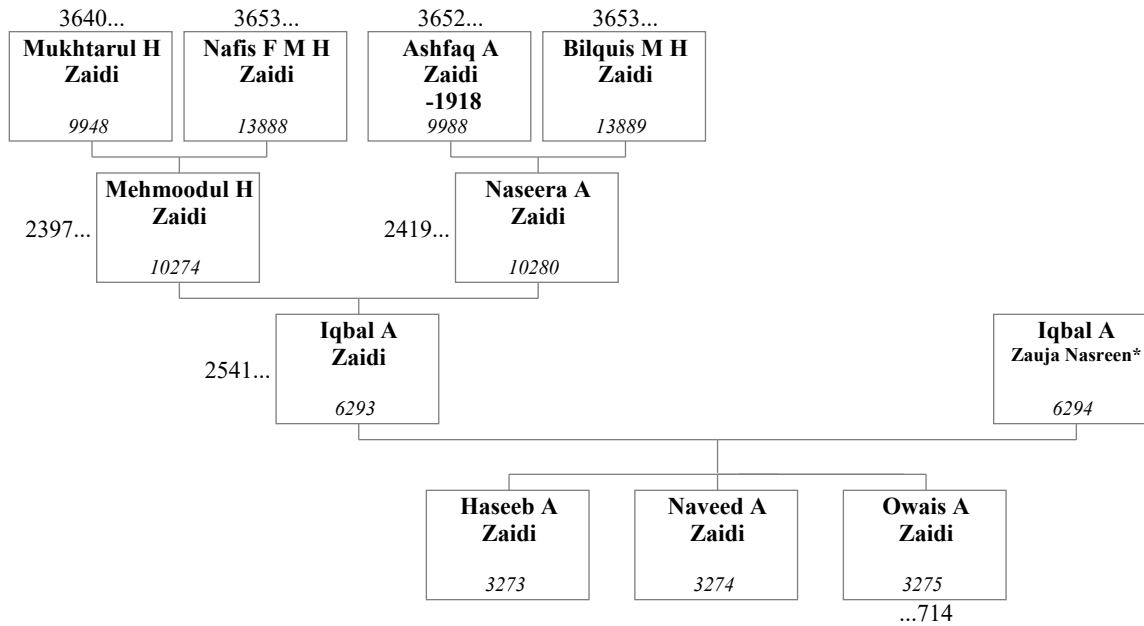 3640...
3653...
3652...
3653...
Mukhtarul H
Zaidi
9948
Nafis F M H
Zaidi
13888
Ashfaq A
Zaidi
-1918
9988
Bilquis M H
Zaidi
13889
2397...
Mehmoodul H
Zaidi
10274
2419...
Naseera A
Zaidi
10280
2541...
Iqbal A
Zaidi
6293
Iqbal A
Zauja Nasreen*
6294
Haseeb A
Zaidi
3273
Naveed A
Zaidi
3274
Owais A
Zaidi
3275
...714